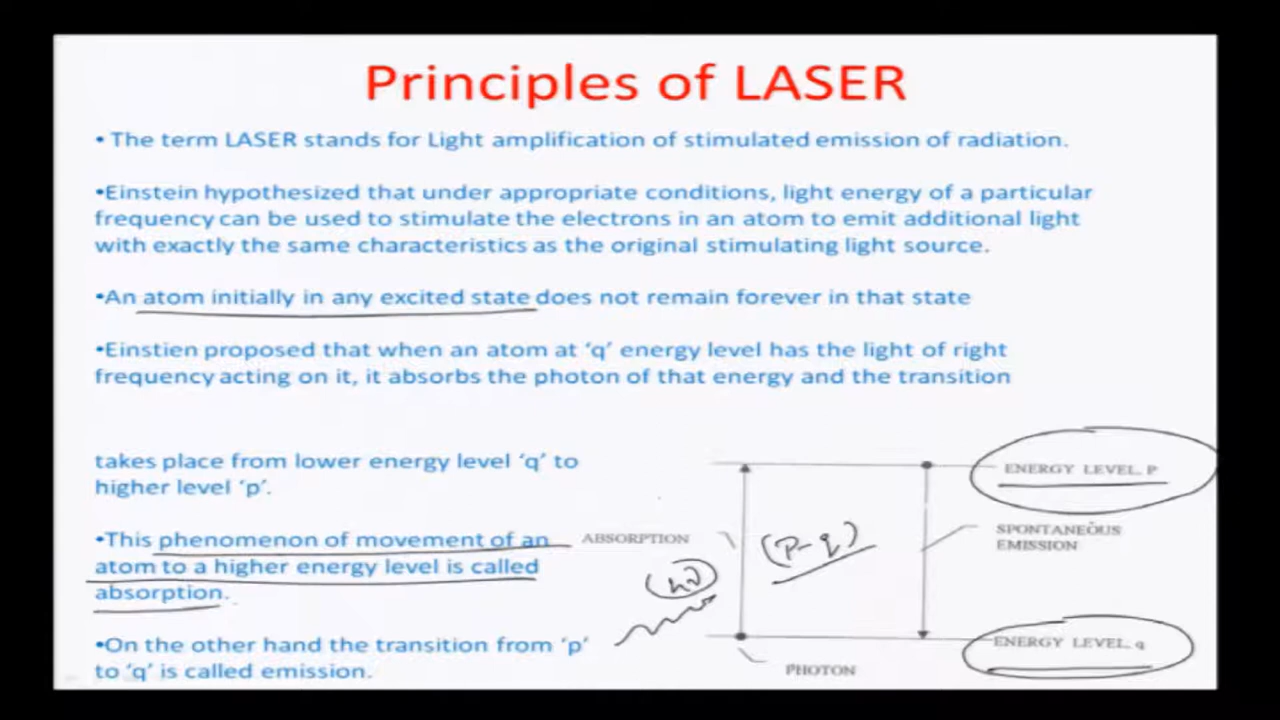 Principles of LASER
• The term LASER stands for Light amplification of stimulated emission of radiation.
•Einstein hypothesized that under appropriate conditions, light energy of a particular
frequency can be used to stimulate the electrons in an atom to emit additional light
with exactly the same characteristics as the original stimulating light source.
•An atom initially in any excited state does not remain forever in that state
•Einstien proposed that when an atom at ‘q’ energy level has the light of right
frequency acting on it, it absorbs the photon of that energy and the transition
takes place from lower energy level ‘q’ to
higher level ‘p’.
•This phenomenon of movement of an
atom to a higher energy level is called
absorption.
•On the other hand the transition from ‘p’
to ‘q’ is called emission.
ENERGY LEVEL, P
ABSORPTION
(p-q)
SPONTANEOUS
EMISSION
(hν)
ENERGY LEVEL, q
PHOTON